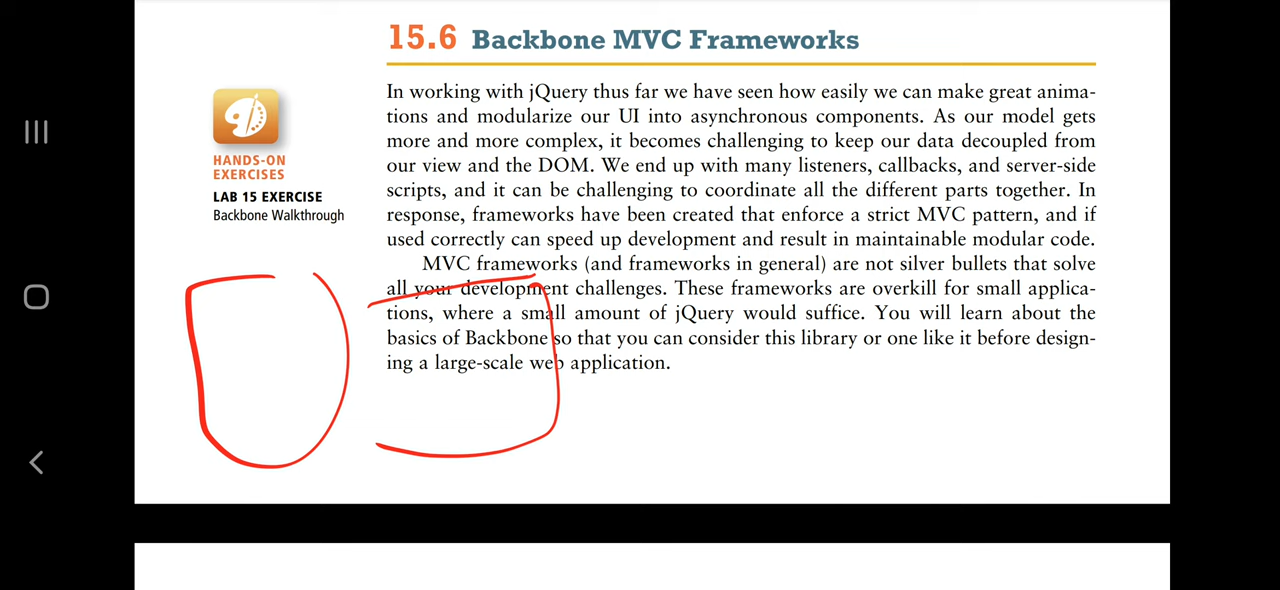 15.6 Backbone MVC Frameworks
HANDS-ON
EXERCISES
LAB 15 EXERCISE
Backbone Walkthrough
In working with jQuery thus far we have seen how easily we can make great anima-
tions and modularize our UI into asynchronous components. As our model gets
more and more complex, it becomes challenging to keep our data decoupled from
our view and the DOM. We end up with many listeners, callbacks, and server-side
scripts, and it can be challenging to coordinate all the different parts together. In
response, frameworks have been created that enforce a strict MVC pattern, and if
used correctly can speed up development and result in maintainable modular code.
MVC frameworks (and frameworks in general) are not silver bullets that solve
all your development challenges. These frameworks are overkill for small applica-
tions, where a small amount of jQuery would suffice. You will learn about the
basics of Backbone so that you can consider this library or one like it before design-
ing a large-scale web application.